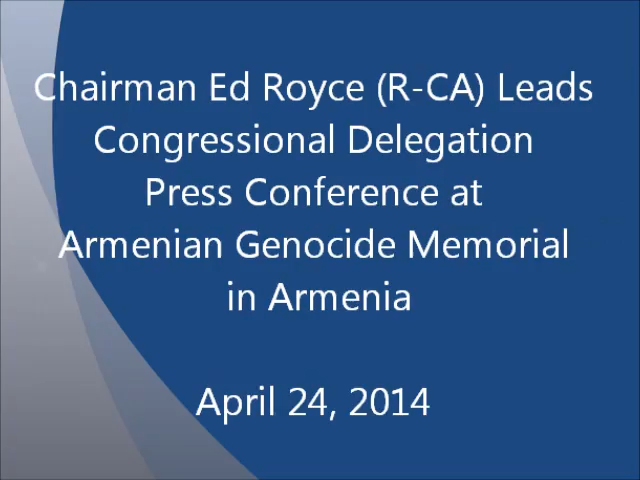 Chairman Ed Royce (R-CA) Leads
Congressional Delegation
Press Conference at
Armenian Genocide Memorial
in Armenia
April 24, 2014